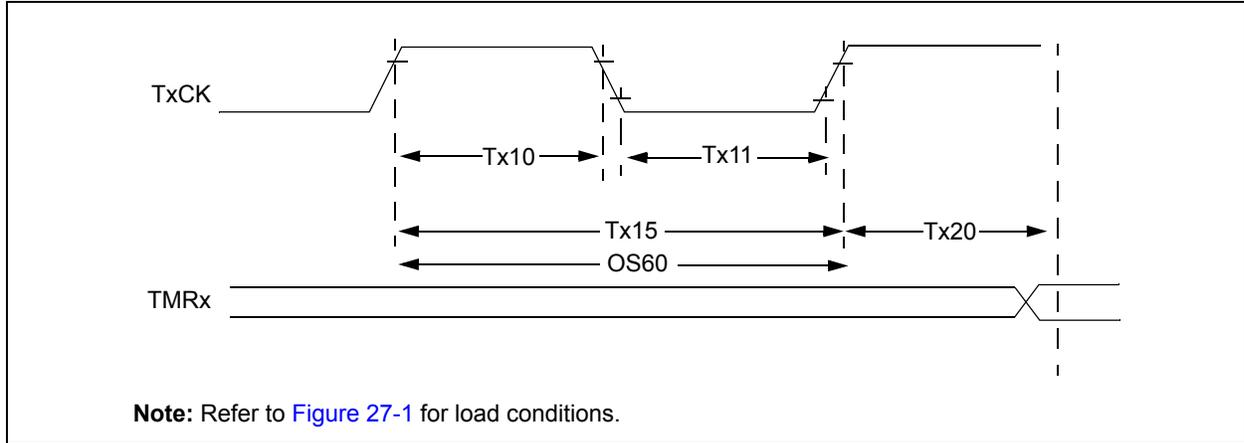 TxCK
Tx10
Tx11
Tx15
Tx20
OS60
TMRx
Note: Refer to Figure 27-1 for load conditions.